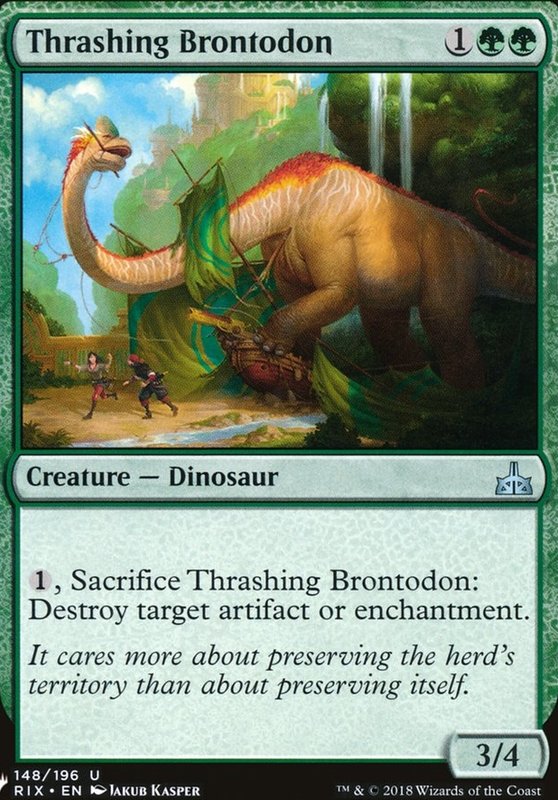 Thrashing Brontodon 1
Creature — Dinosaur
1, Sacrifice Thrashing Brontodon:
Destroy target artifact or enchantment.
It cares more about preserving the herd's
territory than about preserving itself.
3/4
148/196 U
RIX • EN Jakub Kasper
™ & © 2018 Wizards of the Coast